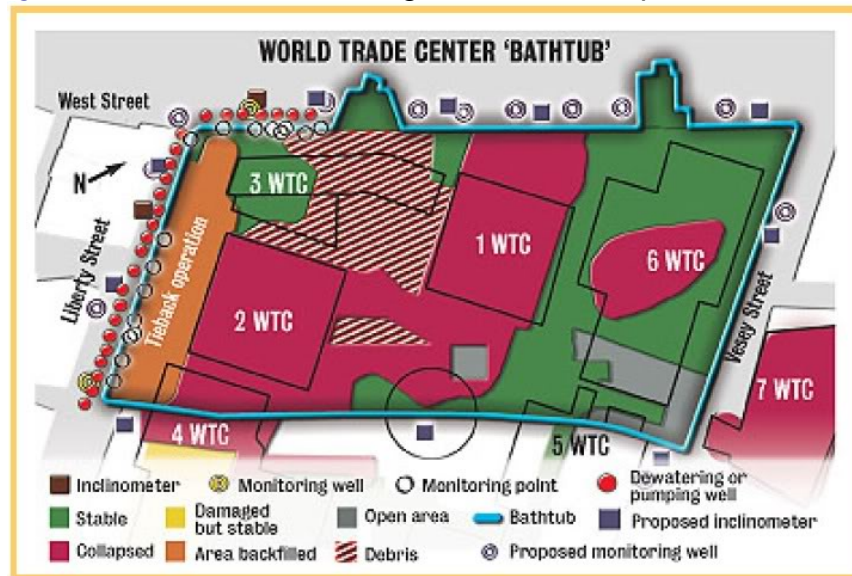 WORLD TRADE CENTER 'BATHTUB'
West Street
N
3 WTC
1 WTC
6 WTC
Liberty Street
Tieback operation
2 WTC
Vesey Street
7 WTC
4 WTC
5 WTC
Inclinometer
Monitoring well
Monitoring point
Dewatering or
pumping well
Stable
Damaged
but stable
Open area
Bathtub
Proposed inclinometer
Collapsed
Area backfilled
Debris
Proposed monitoring well